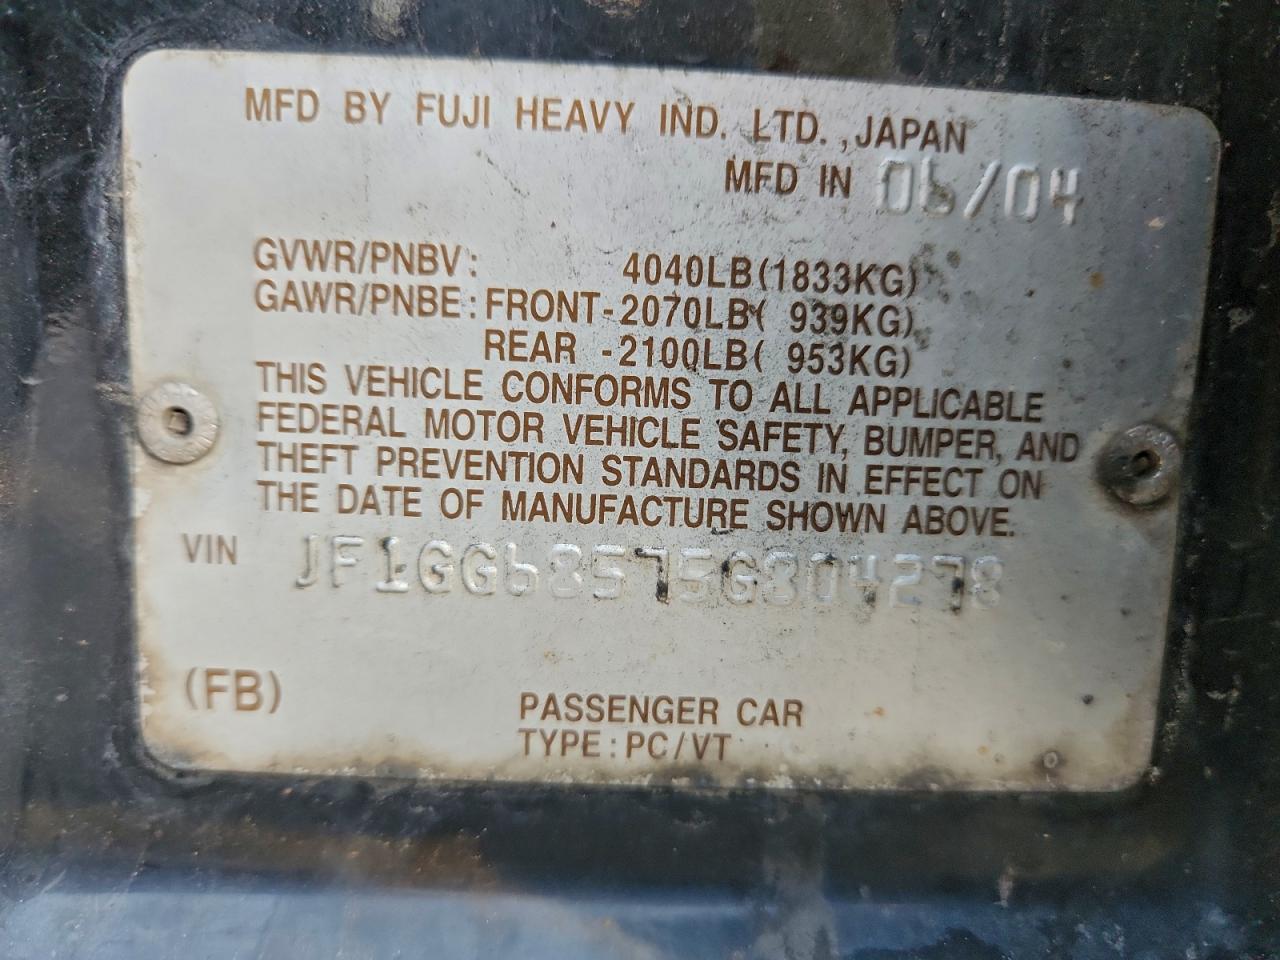 MFD BY FUJI HEAVY IND. LTD. ,JAPAN
MFD IN 06/04
GVWR/PNBV: 4040LB(1833KG)
GAWR/PNBE:FRONT-2070LB( 939KG)
REAR -2100LB( 953KG)
THIS VEHICLE CONFORMS TO ALL APPLICABLE
FEDERAL MOTOR VEHICLE SAFETY, BUMPER, AND
THEFT PREVENTION STANDARDS IN EFFECT ON
THE DATE OF MANUFACTURE SHOWN ABOVE.
VIN JF1GG68575G804278
(FB)
PASSENGER CAR
TYPE:PC/VT